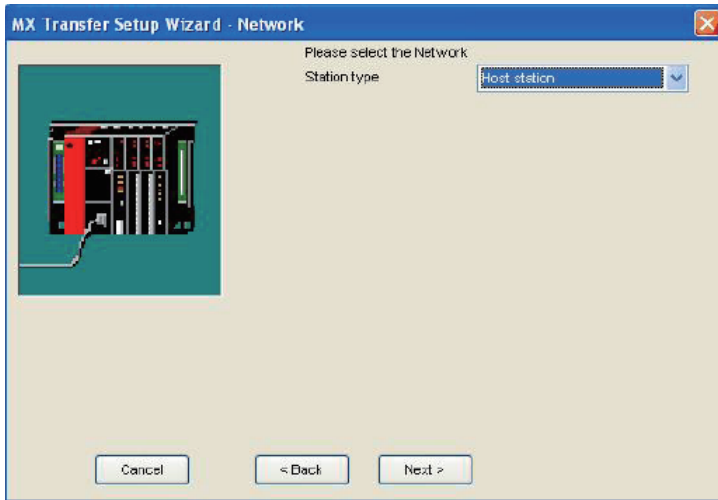 MX Transfer Setup Wizard - Network
Please select the Network
Station type Host station
Cancel < Back Next >